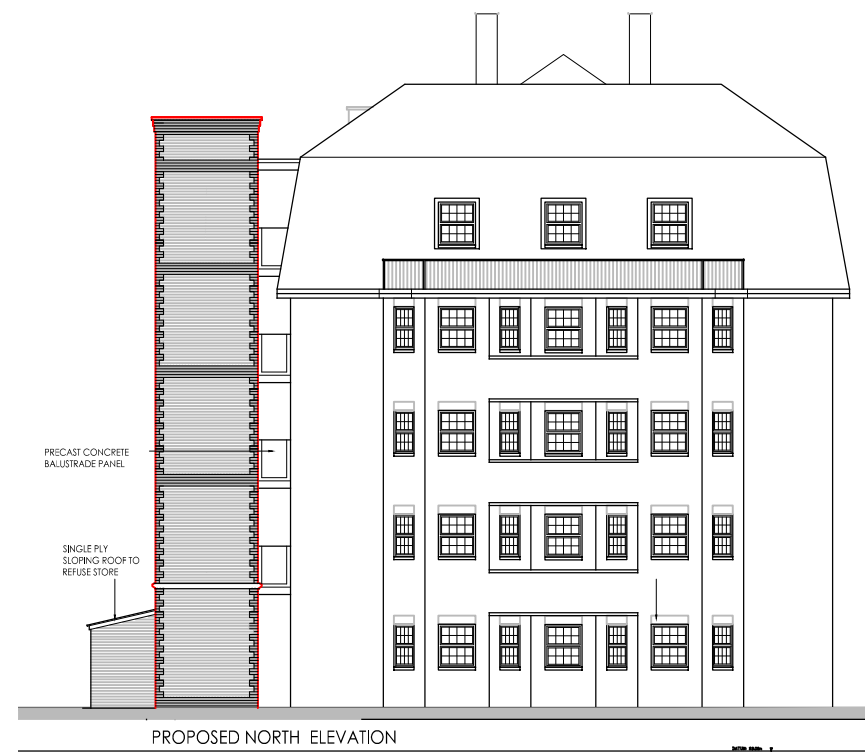 PRECAST CONCRETE
BALUSTRADE PANEL
SINGLE PLY
SLOPING ROOF TO
REFUSE STORE
PROPOSED NORTH ELEVATION